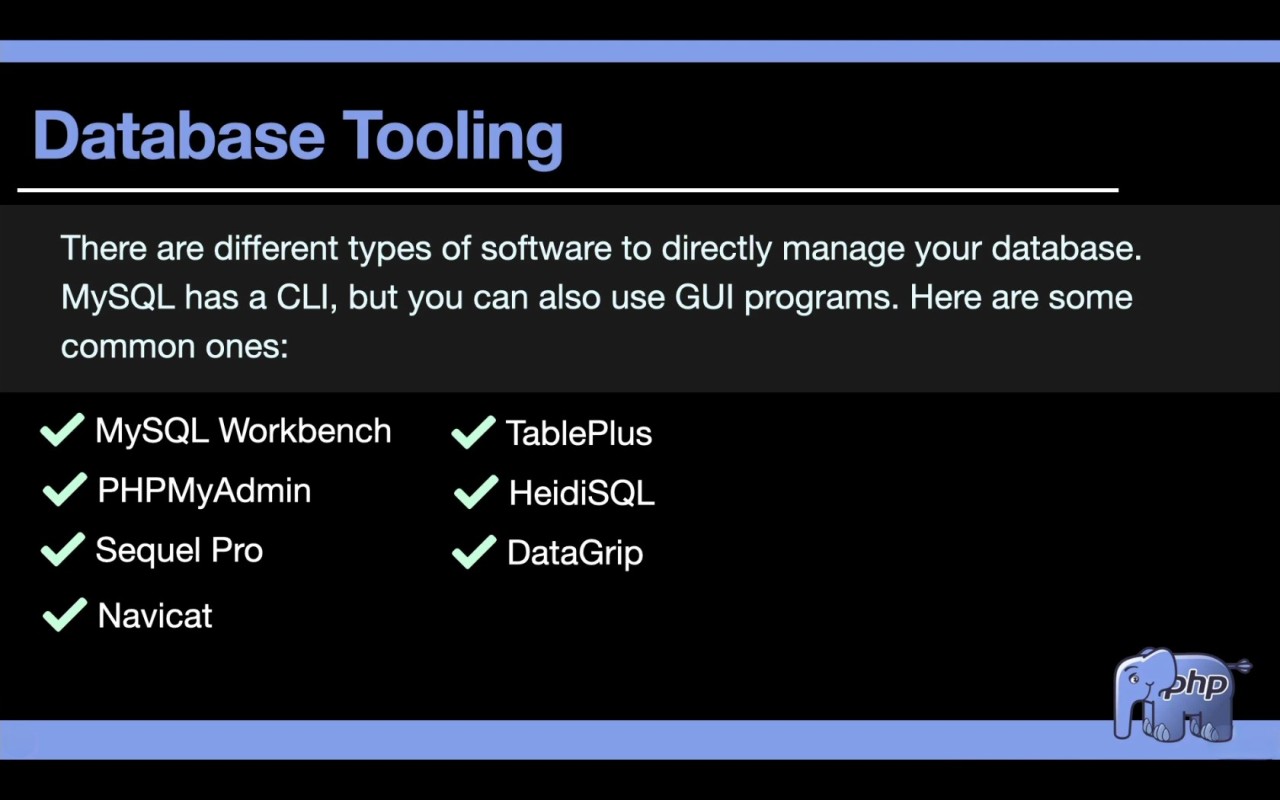 Database Tooling
There are different types of software to directly manage your database.
MySQL has a CLI, but you can also use GUI programs. Here are some
common ones:
MySQL Workbench
PHPMyAdmin
Sequel Pro
Navicat
TablePlus
HeidiSQL
DataGrip
php